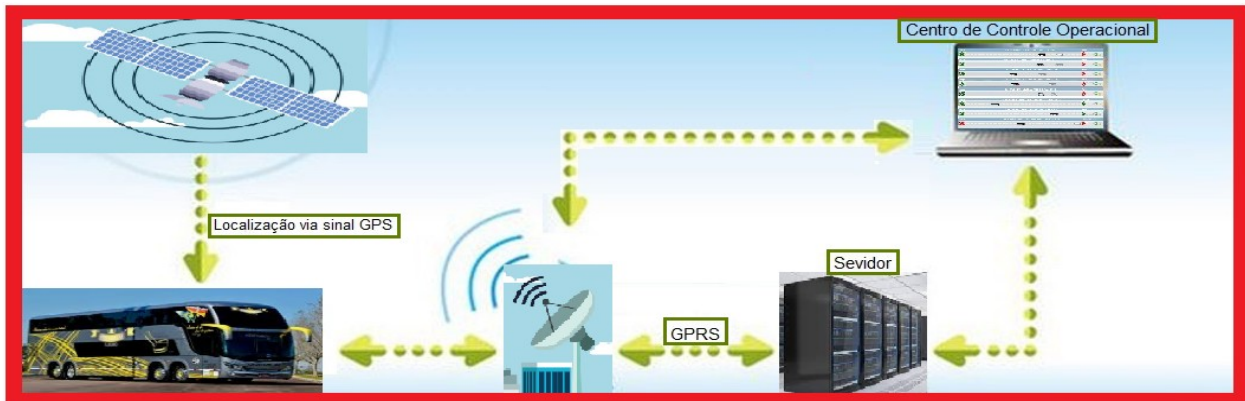 Centro de Controle Operacional
Localização via sinal GPS
Sevidor
GPRS